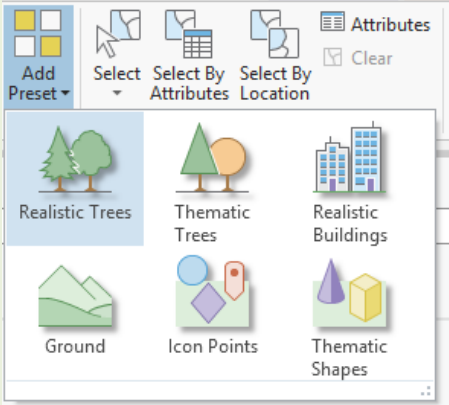 Add
Preset
Select
Select By
Attributes
Select By
Location
Attributes
Clear
Realistic Trees
Thematic
Trees
Realistic
Buildings
Ground
Icon Points
Thematic
Shapes